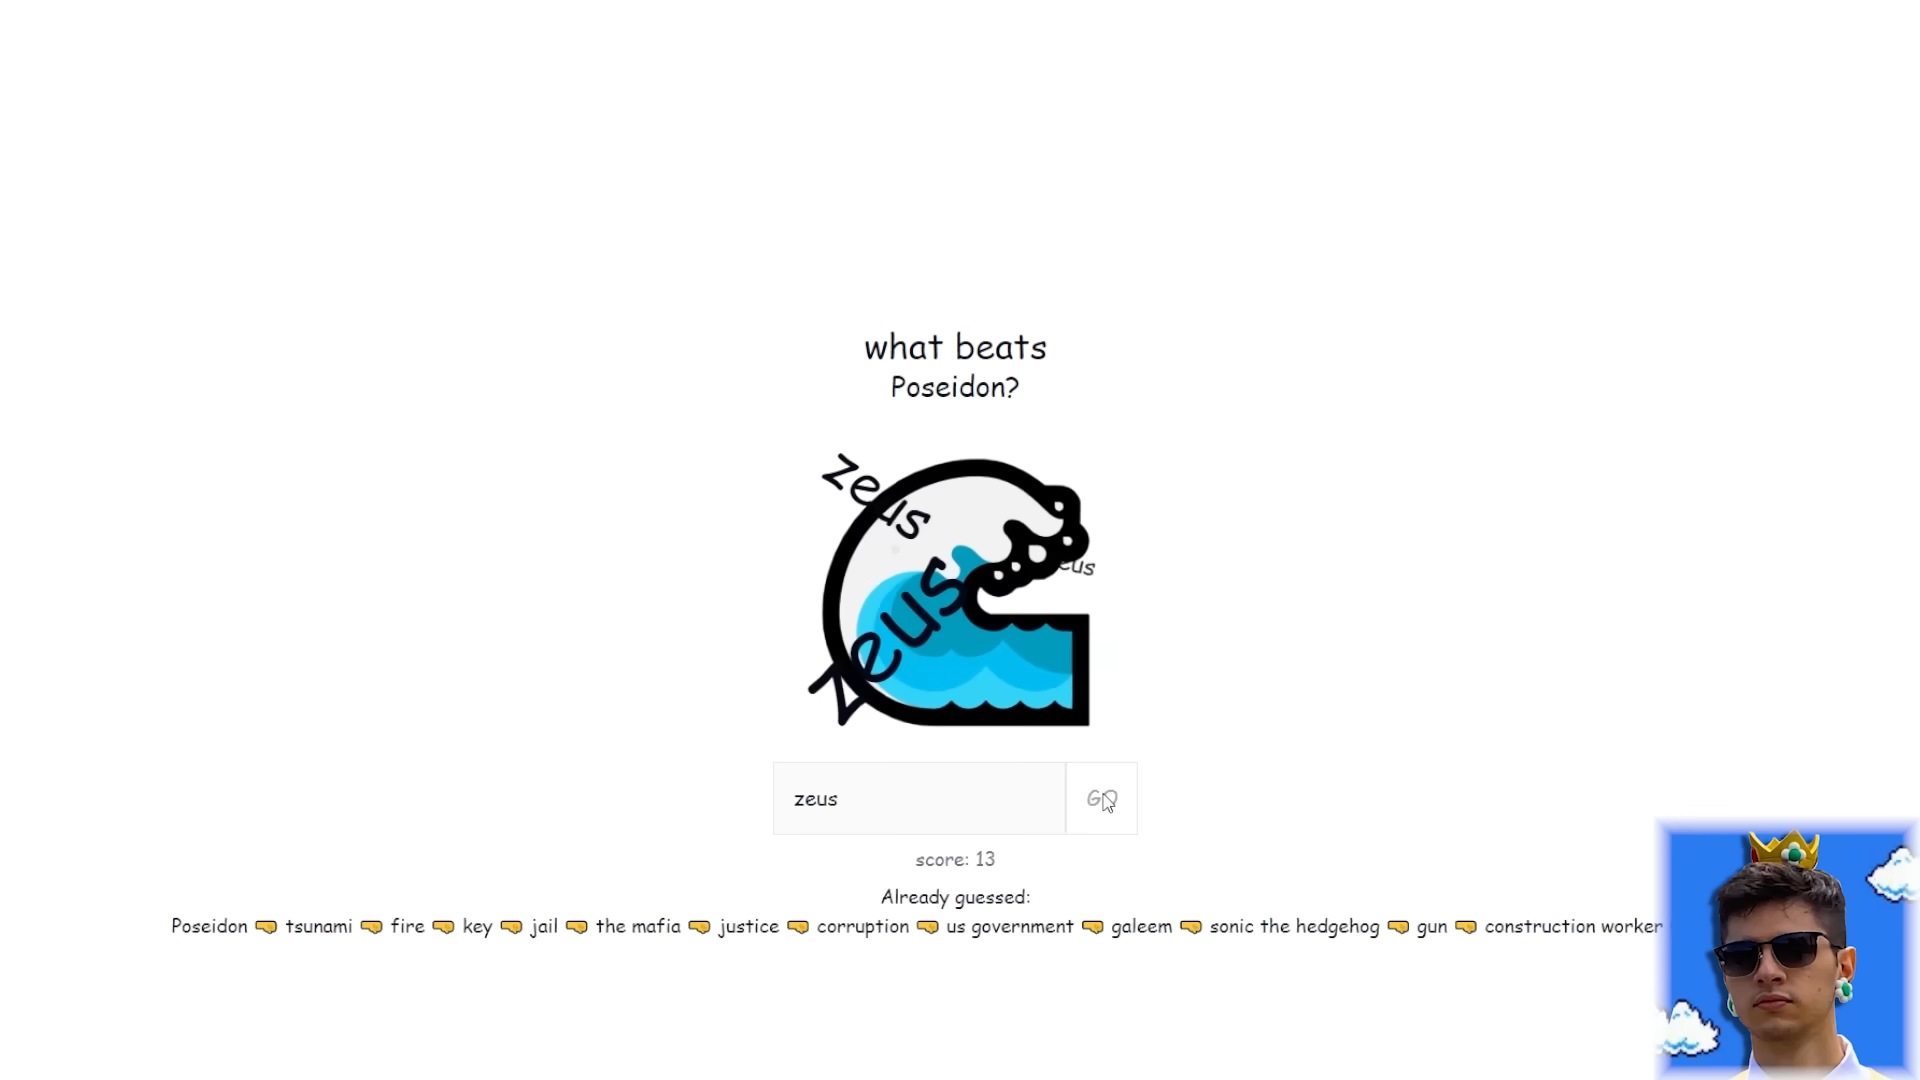 what beats
Poseidon?
zeus
zeus
eus
zeus
GO
score: 13
Already guessed:
Poseidon 🤜 tsunami 🤜 fire 🤜 key 🤜 jail 🤜 the mafia 🤜 justice 🤜 corruption 🤜 us government 🤜 galeem 🤜 sonic the hedgehog 🤜 gun 🤜 construction worker